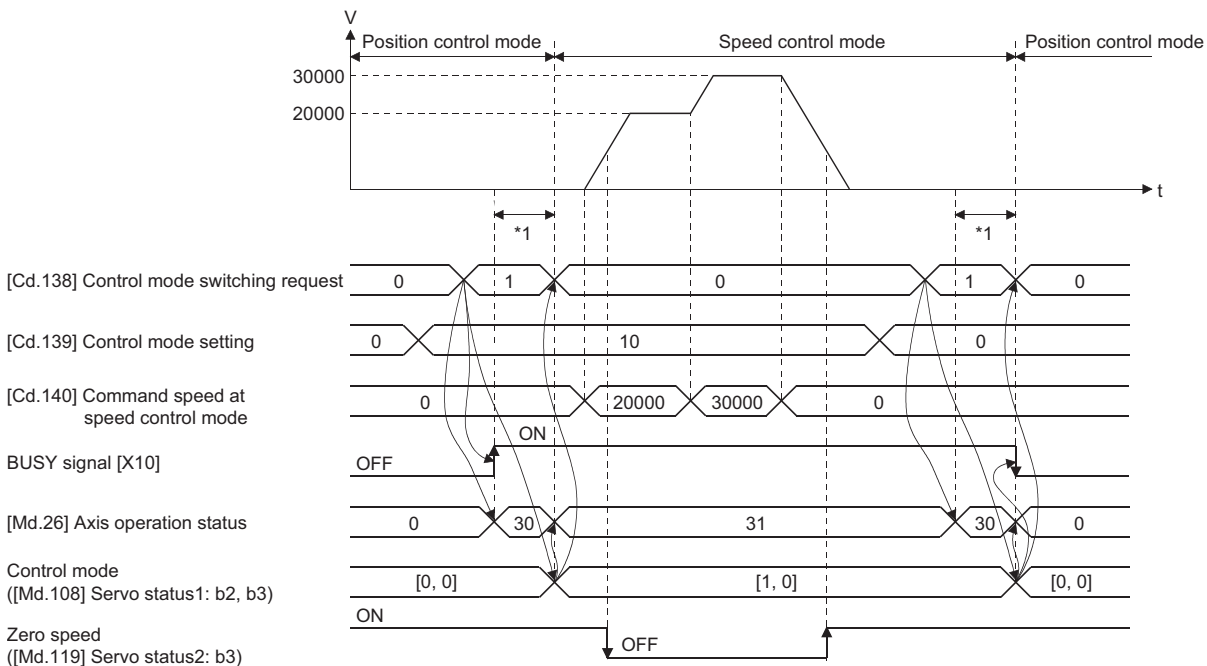 V
Position control mode
Speed control mode
Position control mode
30000
20000
t
*1
*1
[Cd.138] Control mode switching request
0
1
0
1
0
[Cd.139] Control mode setting
0
10
0
[Cd.140] Command speed at
speed control mode
0
20000
30000
0
ON
BUSY signal [X10]
OFF
[Md.26] Axis operation status
0
30
31
30
0
Control mode
([Md.108] Servo status1: b2, b3)
[0, 0]
[1, 0]
[0, 0]
ON
Zero speed
([Md.119] Servo status2: b3)
OFF